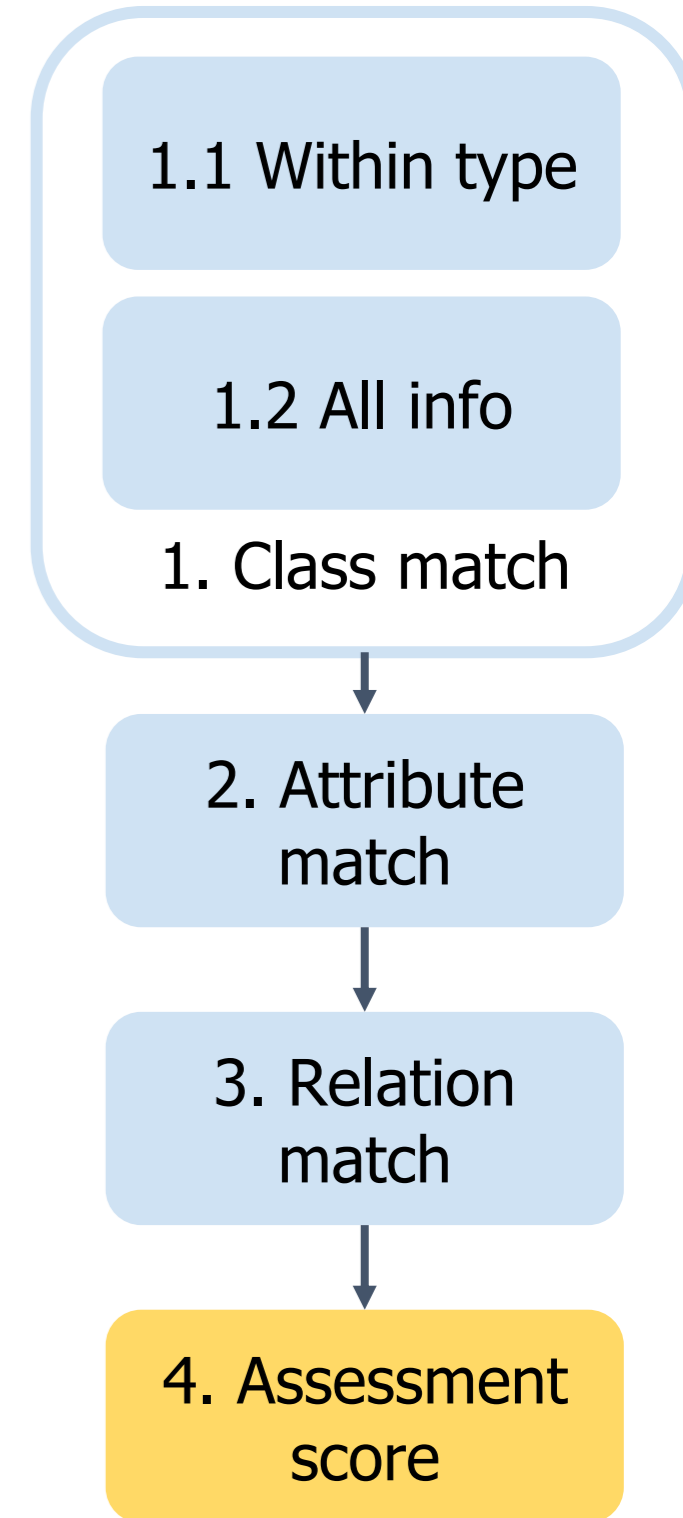 1.1 Within type
1.2 All info
1. Class match
2. Attribute
match
3. Relation
match
4. Assessment
score